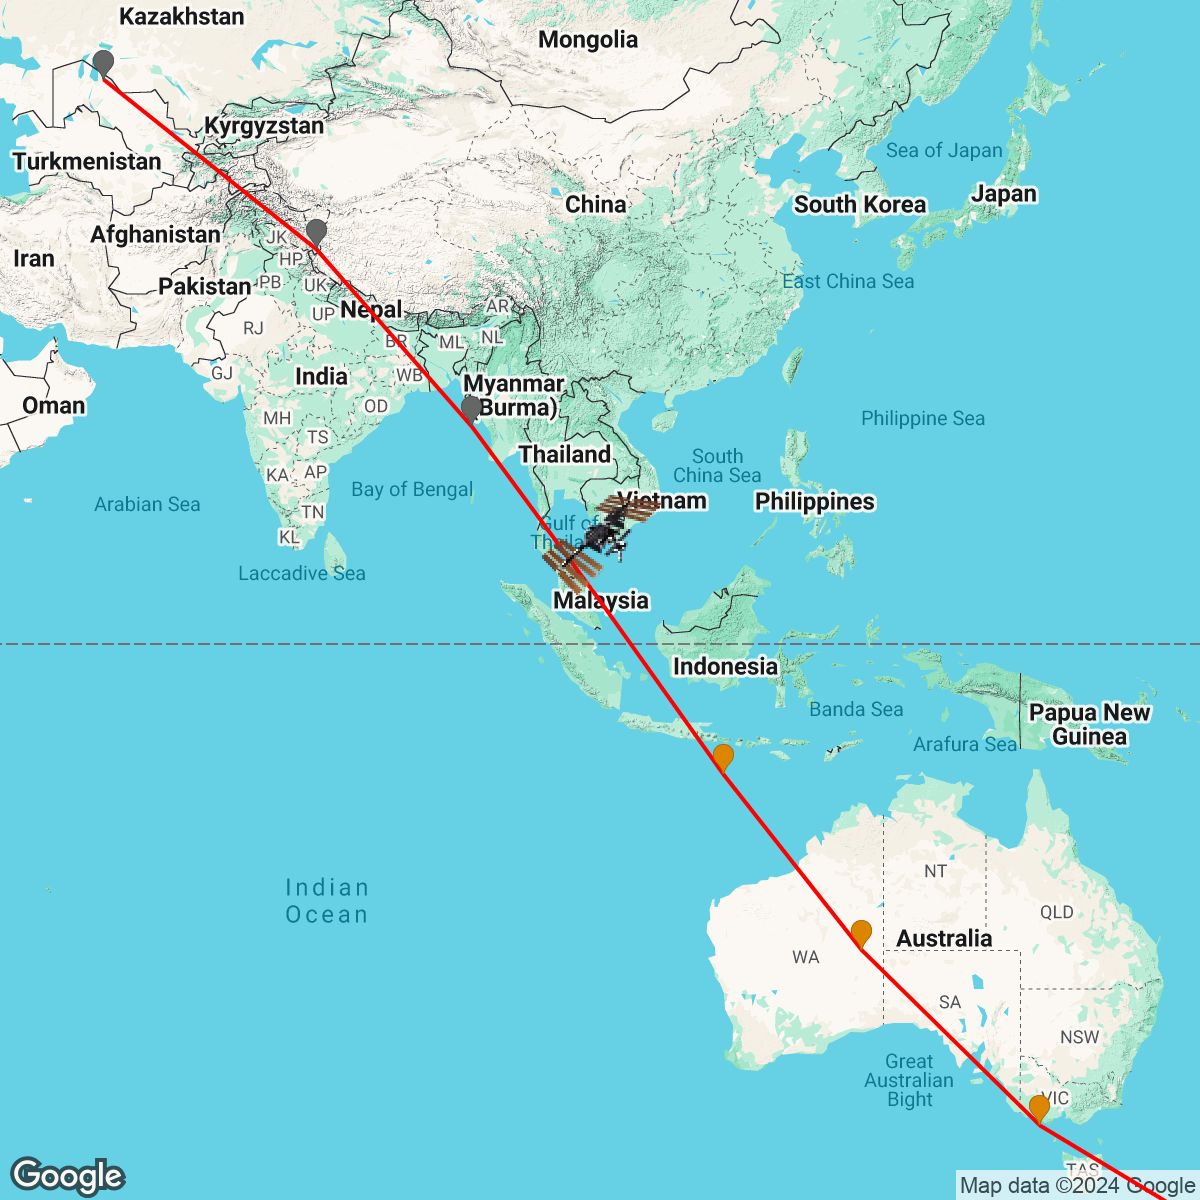 Kazakhstan
Mongolia
Kyrgyzstan
Turkmenistan
Sea of Japan
Japan
South Korea
China
Afghanistan
JK
Iran
HP
East China Sea
Pakistan
PB
UK
Nepal
AR
UP
RJ
BR
ML
NL
GJ
India
WB
Myanmar
(Burma)
Oman
OD
MH
Philippine Sea
TS
Thailand
South
China Sea
KA
AP
Bay of Bengal
Arabian Sea
Vietnam
Philippines
TN
Gulf of
Thailand
KL
Laccadive Sea
Malaysia
Indonesia
Banda Sea
Papua New
Guinea
Arafura Sea
NT
Indian
Ocean
QLD
Australia
WA
SA
NSW
Great
Australian
Bight
VIC
TAS
Google
Map data ©2024 Google